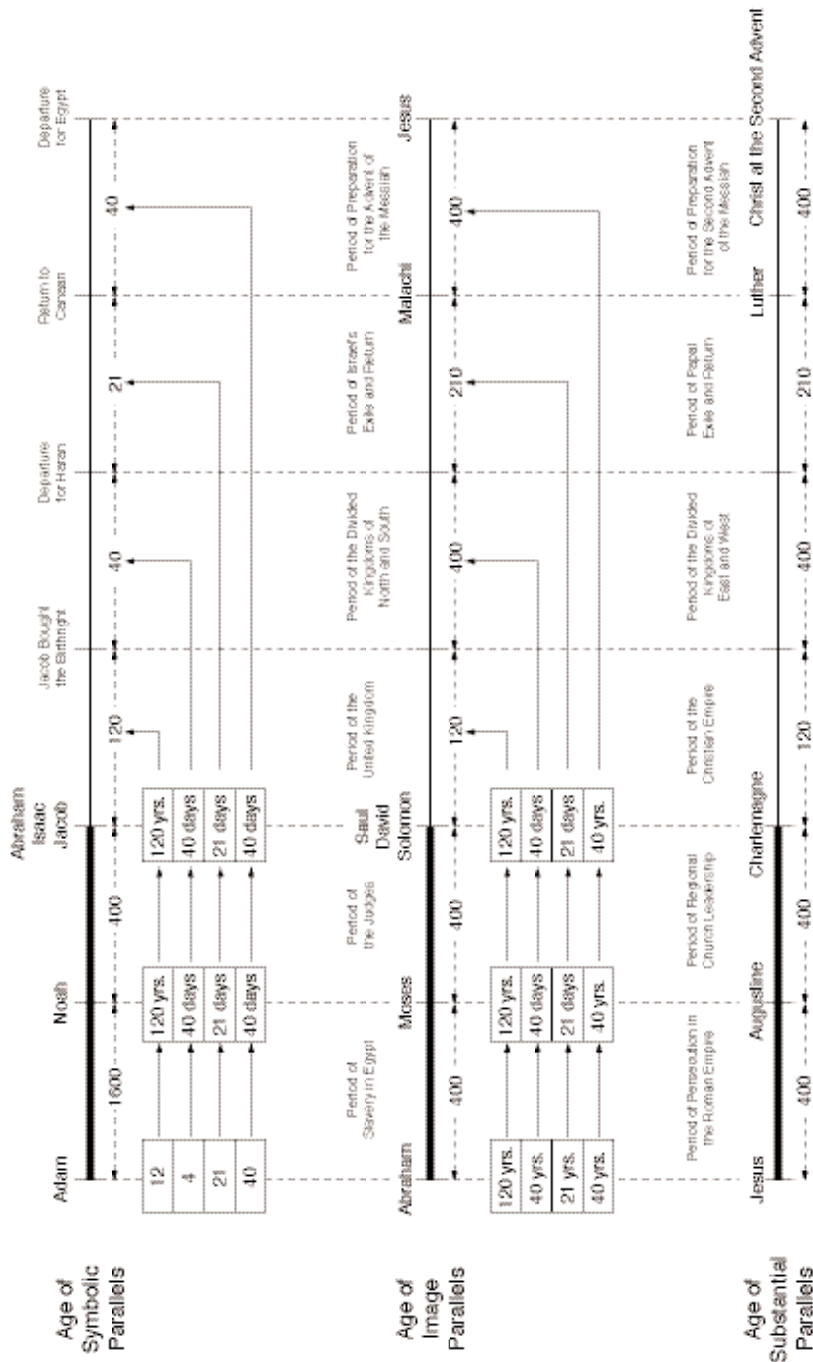 Age of
Symbolic
Parallels
Adam
Noah
Abraham
Isaac
Jacob
Jacob Bought
the Birthright
Departure
for Haran
Return to
Canaan
Departure
for Egypt
1600
400
120
40
21
40
12
4
21
40
120 yrs.
40 days
21 days
40 days
120 yrs.
40 days
21 days
40 days
Period of
Slavery in Egypt
Period of
the Judges
Period of the
United Kingdom
Period of the Divided
Kingdoms of
North and South
Period of Israel's
Exile and Return
Period of Preparation
for the Advent of
the Messiah
Age of
Image
Parallels
Abraham
Moses
Saul
David
Solomon
Malachi
Jesus
400
400
120
400
210
400
120 yrs.
40 yrs.
21 yrs.
40 yrs.
120 yrs.
40 days
21 days
40 yrs.
120 yrs.
40 days
21 days
40 yrs.
Period of Persecution in
the Roman Empire
Period of Regional
Church Leadership
Period of the
Christian Empire
Period of the Divided
Kingdoms of
East and West
Period of Papal
Exile and Return
Period of Preparation
for the Second Advent
of the Messiah
Age of
Substantial
Parallels
Jesus
Augustine
Charlemagne
Luther
Christ at the Second Advent
400
400
120
400
210
400